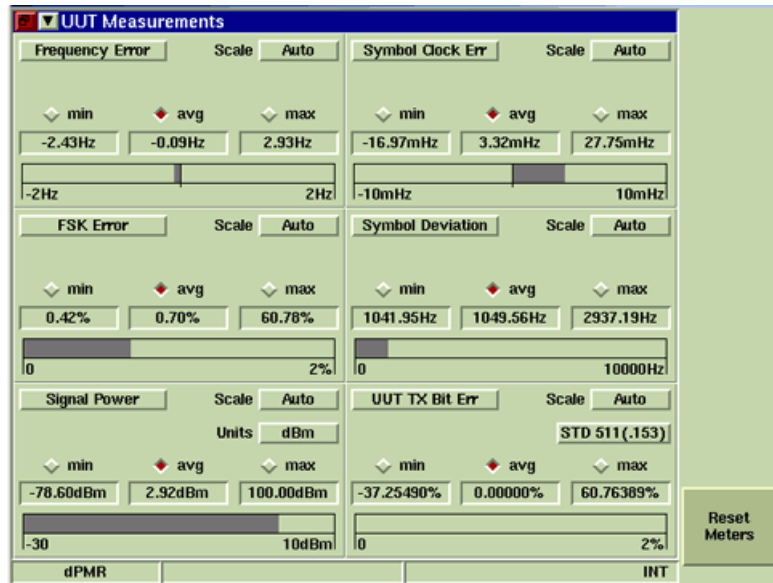 UUT Measurements
Frequency Error Scale Auto
min avg max
-2.43Hz -0.09Hz 2.93Hz
-2Hz 2Hz
Symbol Clock Err Scale Auto
min avg max
-16.97mHz 3.32mHz 27.75mHz
-10mHz 10mHz
FSK Error Scale Auto
min avg max
0.42% 0.70% 60.78%
0 2%
Symbol Deviation Scale Auto
min avg max
1041.95Hz 1049.56Hz 2937.19Hz
0 10000Hz
Signal Power Scale Auto
Units dBm
min avg max
-78.60dBm 2.92dBm 100.00dBm
-30 10dBm
UUT TX Bit Err Scale Auto
STD 511(.153)
min avg max
-37.25490% 0.00000% 60.76389%
0 2%
Reset
Meters
dPMR INT